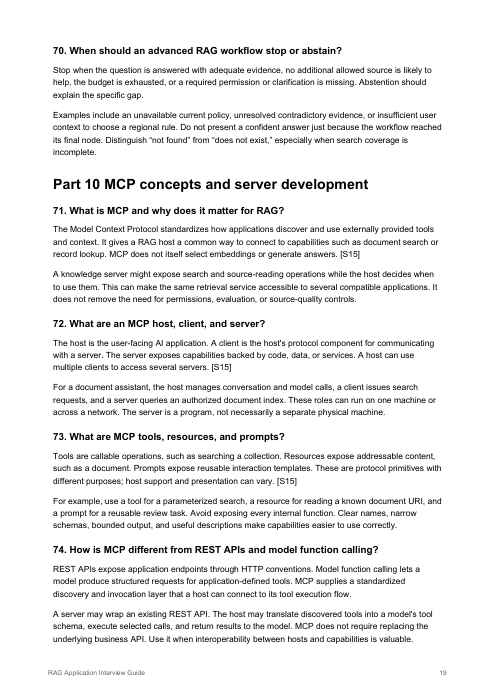 70. When should an advanced RAG workflow stop or abstain?
Stop when the question is answered with adequate evidence, no additional allowed source is likely to
help, the budget is exhausted, or a required permission or clarification is missing. Abstention should
explain the specific gap.
Examples include an unavailable current policy, unresolved contradictory evidence, or insufficient user
context to choose a regional rule. Do not present a confident answer just because the workflow reached
its final node. Distinguish “not found” from “does not exist,” especially when search coverage is
incomplete.
Part 10 MCP concepts and server development
71. What is MCP and why does it matter for RAG?
The Model Context Protocol standardizes how applications discover and use externally provided tools
and context. It gives a RAG host a common way to connect to capabilities such as document search or
record lookup. MCP does not itself select embeddings or generate answers. [S15]
A knowledge server might expose search and source-reading operations while the host decides when
to use them. This can make the same retrieval service accessible to several compatible applications. It
does not remove the need for permissions, evaluation, or source-quality controls.
72. What are an MCP host, client, and server?
The host is the user-facing AI application. A client is the host's protocol component for communicating
with a server. The server exposes capabilities backed by code, data, or services. A host can use
multiple clients to access several servers. [S15]
For a document assistant, the host manages conversation and model calls, a client issues search
requests, and a server queries an authorized document index. These roles can run on one machine or
across a network. The server is a program, not necessarily a separate physical machine.
73. What are MCP tools, resources, and prompts?
Tools are callable operations, such as searching a collection. Resources expose addressable content,
such as a document. Prompts expose reusable interaction templates. These are protocol primitives with
different purposes; host support and presentation can vary. [S15]
For example, use a tool for a parameterized search, a resource for reading a known document URI, and
a prompt for a reusable review task. Avoid exposing every internal function. Clear names, narrow
schemas, bounded output, and useful descriptions make capabilities easier to use correctly.
74. How is MCP different from REST APIs and model function calling?
REST APIs expose application endpoints through HTTP conventions. Model function calling lets a
model produce structured requests for application-defined tools. MCP supplies a standardized
discovery and invocation layer that a host can connect to its tool execution flow.
A server may wrap an existing REST API. The host may translate discovered tools into a model's tool
schema, execute selected calls, and return results to the model. MCP does not require replacing the
underlying business API. Use it when interoperability between hosts and capabilities is valuable.
RAG Application Interview Guide
19